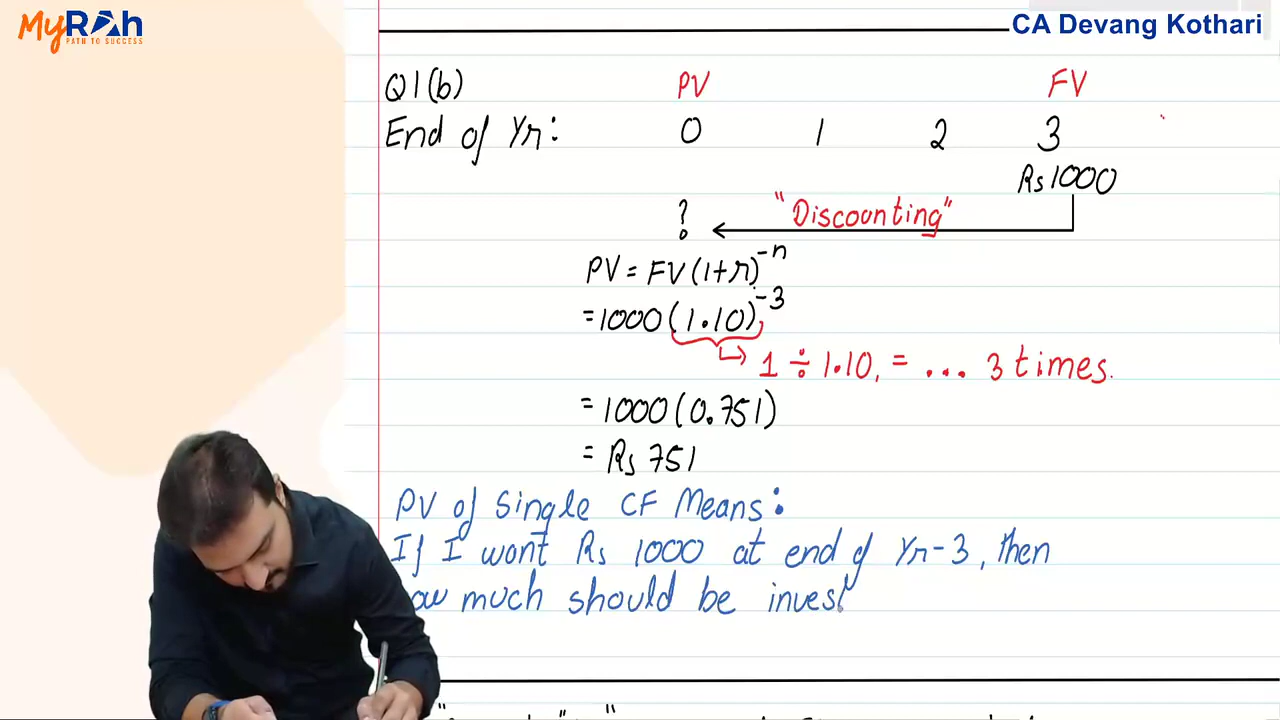 MyRAh
PATH TO SUCCESS
CA Devang Kothari
Q1(b) PV FV
End of Yr: 0 1 2 3
Rs 1000
? "Discounting"
PV = FV(1+r)^-n
= 1000(1.10)^-3
1 ÷ 1.10, = ... 3 times.
= 1000(0.751)
= Rs 751
PV of Single CF Means:
If I want Rs 1000 at end of Yr-3, then
much should be invest